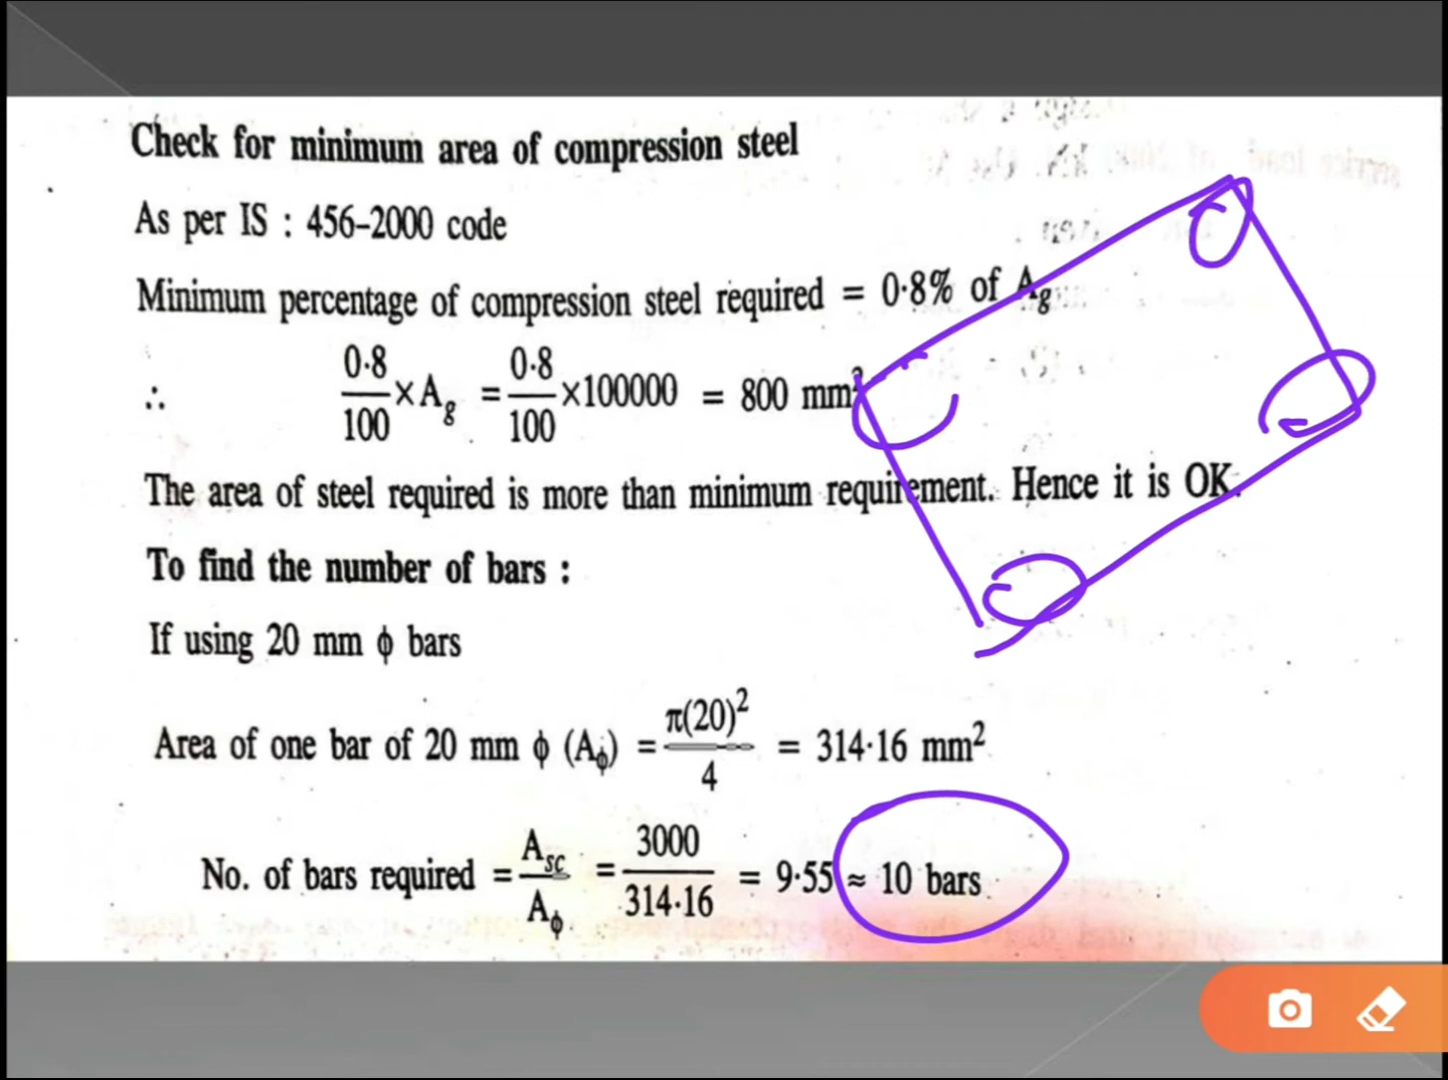 Check for minimum area of compression steel
As per IS : 456-2000 code
Minimum percentage of compression steel required = 0·8% of Ag
∴ 0·8/100 × Ag = 0·8/100 ×100000 = 800 mm²
The area of steel required is more than minimum requirement. Hence it is OK.
To find the number of bars :
If using 20 mm ϕ bars
Area of one bar of 20 mm ϕ (Aϕ) = π(20)²/4 = 314·16 mm²
No. of bars required = Asc/Aϕ = 3000/314·16 = 9·55 ≈ 10 bars